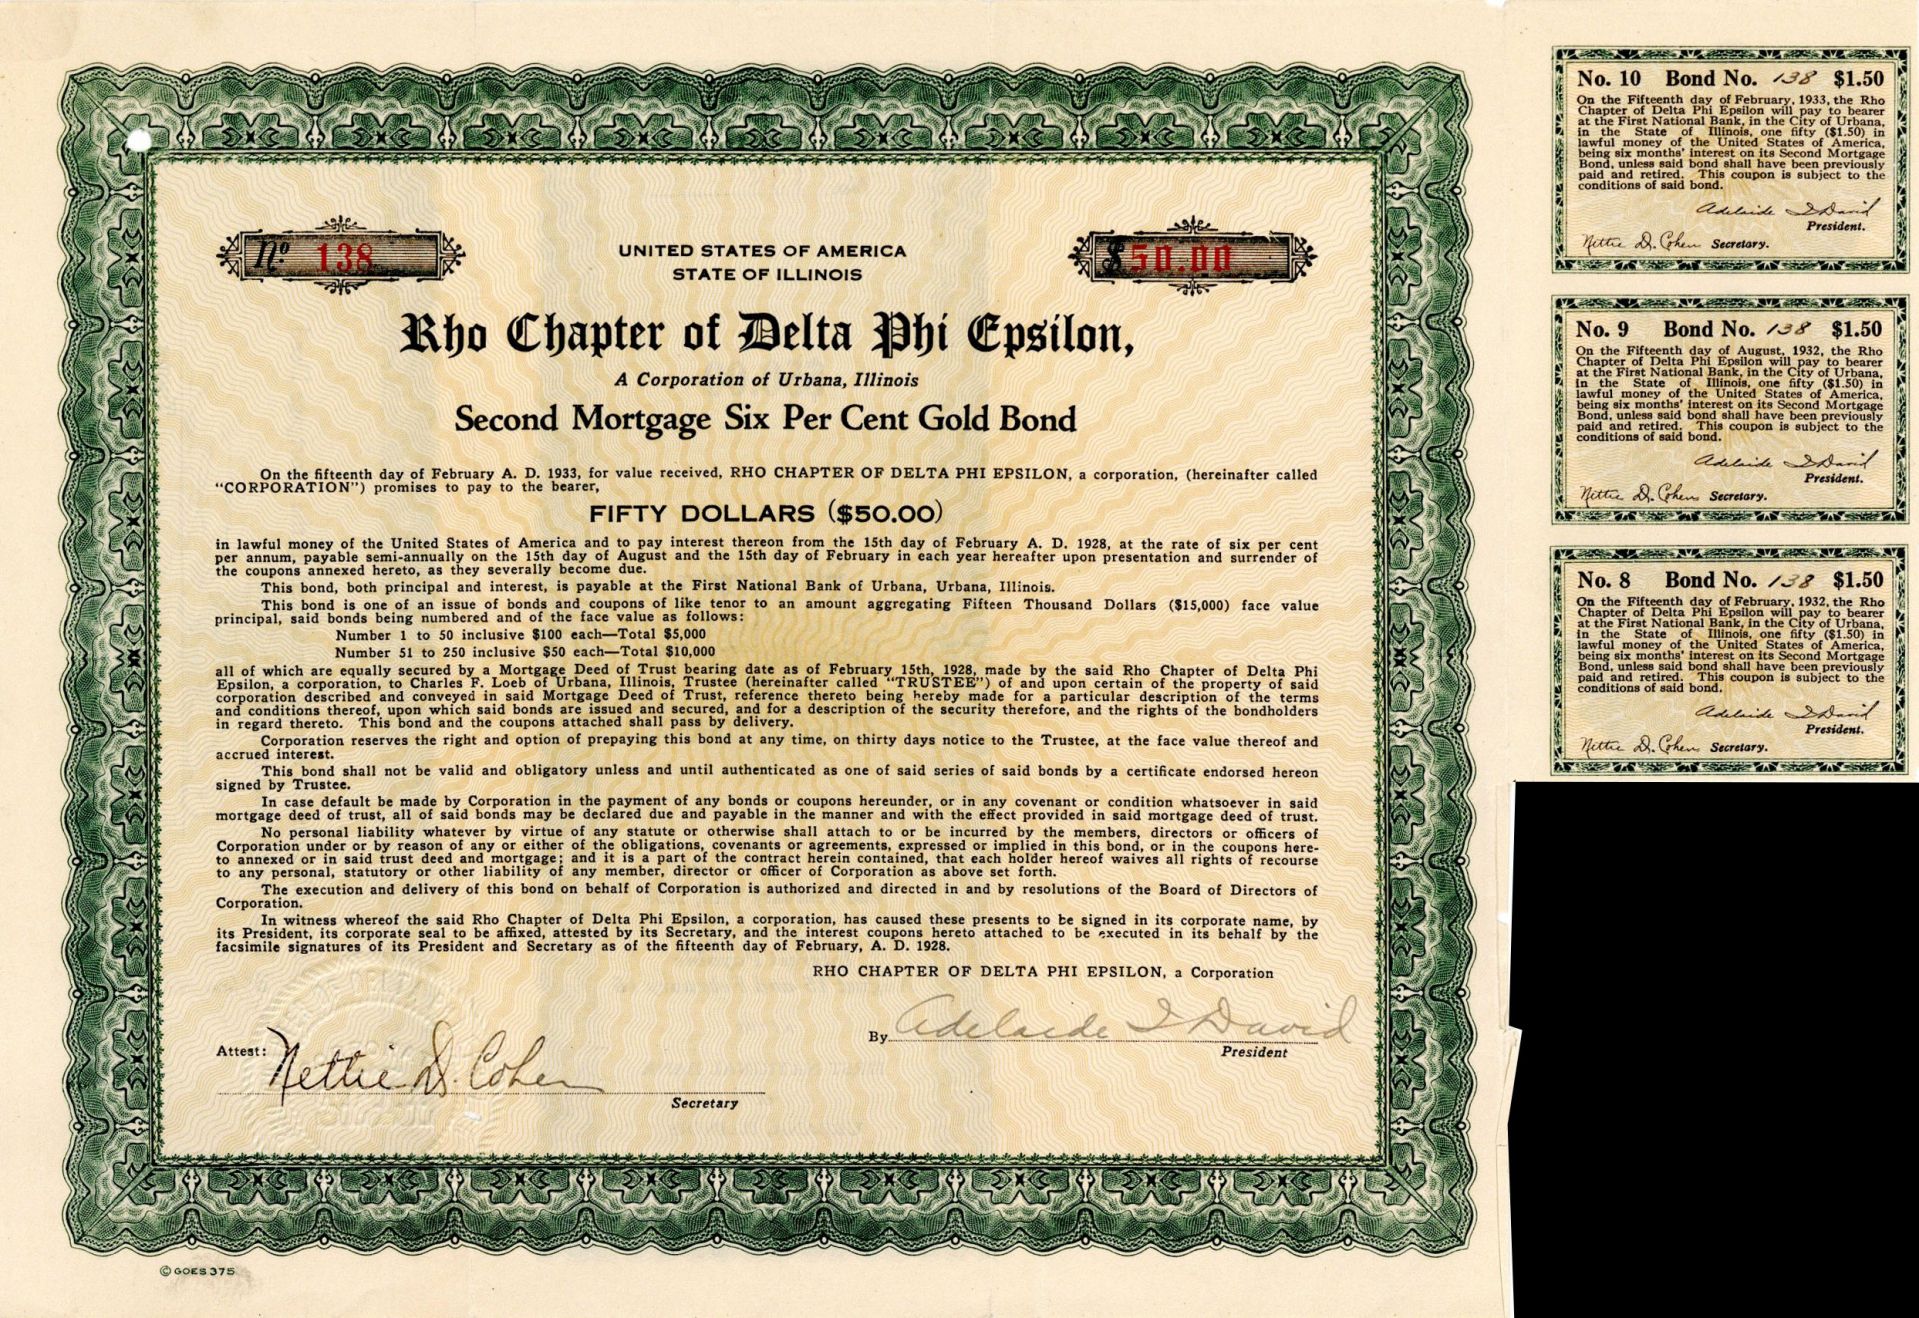 No. 138
$50.00
UNITED STATES OF AMERICA
STATE OF ILLINOIS
Rho Chapter of Delta Phi Epsilon,
A Corporation of Urbana, Illinois
Second Mortgage Six Per Cent Gold Bond
On the fifteenth day of February A. D. 1933, for value received, RHO CHAPTER OF DELTA PHI EPSILON, a corporation, (hereinafter called
"CORPORATION") promises to pay to the bearer,
FIFTY DOLLARS ($50.00)
in lawful money of the United States of America and to pay interest thereon from the 15th day of February A. D. 1928, at the rate of six per cent
per annum, payable semi-annually on the 15th day of August and the 15th day of February in each year hereafter upon presentation and surrender of
the coupons annexed hereto, as they severally become due.
This bond, both principal and interest, is payable at the First National Bank of Urbana, Urbana, Illinois.
This bond is one of an issue of bonds and coupons of like tenor to an amount aggregating Fifteen Thousand Dollars ($15,000) face value
principal, said bonds being numbered and of the face value as follows:
Number 1 to 50 inclusive $100 each—Total $5,000
Number 51 to 250 inclusive $50 each—Total $10,000
all of which are equally secured by a Mortgage Deed of Trust bearing date as of February 15th, 1928, made by the said Rho Chapter of Delta Phi
Epsilon, a corporation, to Charles F. Loeb of Urbana, Illinois, Trustee (hereinafter called "TRUSTEE") of and upon certain of the property of said
corporation described and conveyed in said Mortgage Deed of Trust, reference thereto being hereby made for a particular description of the terms
and conditions thereof, upon which said bonds are issued and secured, and for a description of the security therefore, and the rights of the bondholders
in regard thereto. This bond and the coupons attached shall pass by delivery.
Corporation reserves the right and option of prepaying this bond at any time, on thirty days notice to the Trustee, at the face value thereof and
accrued interest.
This bond shall not be valid and obligatory unless and until authenticated as one of said series of said bonds by a certificate endorsed hereon
signed by Trustee.
In case default be made by Corporation in the payment of any bonds or coupons hereunder, or in any covenant or condition whatsoever in said
mortgage deed of trust, all of said bonds may be declared due and payable in the manner and with the effect provided in said mortgage deed of trust.
No personal liability whatever by virtue of any statute or otherwise shall attach to or be incurred by the members, directors or officers of
Corporation under or by reason of any or either of the obligations, covenants or agreements, expressed or implied in this bond, or in the coupons here-
to annexed or in said trust deed and mortgage; and it is a part of the contract herein contained, that each holder hereof waives all rights of recourse
to any personal, statutory or other liability of any member, director or officer of Corporation as above set forth.
The execution and delivery of this bond on behalf of Corporation is authorized and directed in and by resolutions of the Board of Directors of
Corporation.
In witness whereof the said Rho Chapter of Delta Phi Epsilon, a corporation, has caused these presents to be signed in its corporate name, by
its President, its corporate seal to be affixed, attested by its Secretary, and the interest coupons hereto attached to be executed in its behalf by the
facsimile signatures of its President and Secretary as of the fifteenth day of February, A. D. 1928.
RHO CHAPTER OF DELTA PHI EPSILON, a Corporation
By Adelaide I David
President
Attest: Nettie D. Cohen
Secretary
© GOES 375
No. 10 Bond No. 138 $1.50
On the Fifteenth day of February, 1933, the Rho
Chapter of Delta Phi Epsilon will pay to bearer
at the First National Bank, in the City of Urbana,
in the State of Illinois, one fifty ($1.50) in
lawful money of the United States of America,
being six months' interest on its Second Mortgage
Bond, unless said bond shall have been previously
paid and retired. This coupon is subject to the
conditions of said bond.
Adelaide I David
President.
Nettie D. Cohen Secretary.
No. 9 Bond No. 138 $1.50
On the Fifteenth day of August, 1932, the Rho
Chapter of Delta Phi Epsilon will pay to bearer
at the First National Bank, in the City of Urbana,
in the State of Illinois, one fifty ($1.50) in
lawful money of the United States of America,
being six months' interest on its Second Mortgage
Bond, unless said bond shall have been previously
paid and retired. This coupon is subject to the
conditions of said bond.
Adelaide I David
President.
Nettie D. Cohen Secretary.
No. 8 Bond No. 138 $1.50
On the Fifteenth day of February, 1932, the Rho
Chapter of Delta Phi Epsilon will pay to bearer
at the First National Bank, in the City of Urbana,
in the State of Illinois, one fifty ($1.50) in
lawful money of the United States of America,
being six months' interest on its Second Mortgage
Bond, unless said bond shall have been previously
paid and retired. This coupon is subject to the
conditions of said bond.
Adelaide I David
President.
Nettie D. Cohen Secretary.